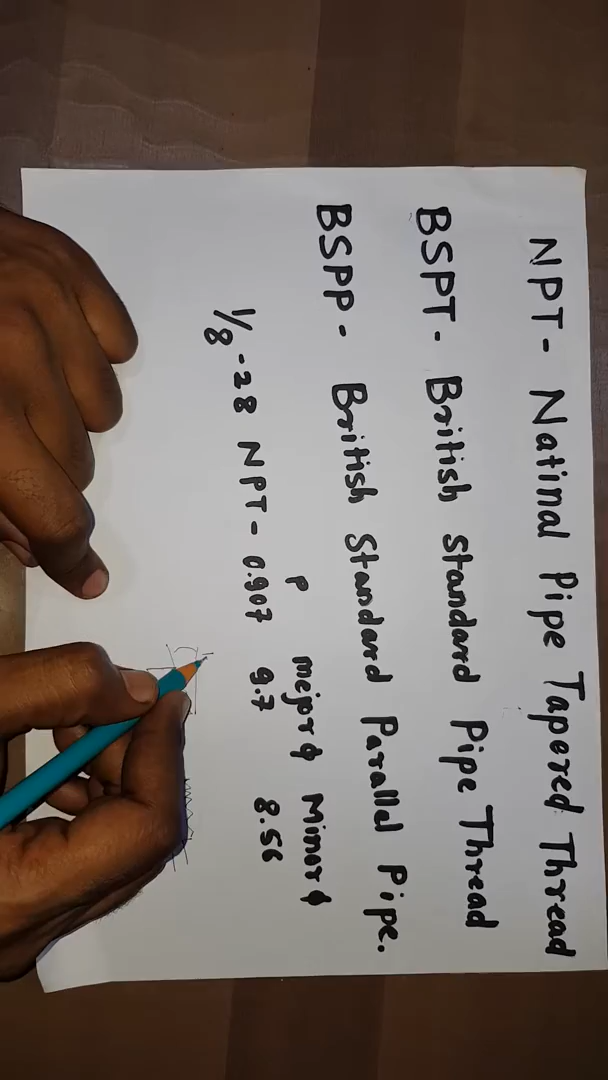 NPT- Natinal Pipe Tapered Thread
BSPT- British standard Pipe Thread
BSPP- British Standard Parallel Pipe.
P mejor ϕ Minor ϕ
1/8-28 NPT- 0.907 9.7 8.56